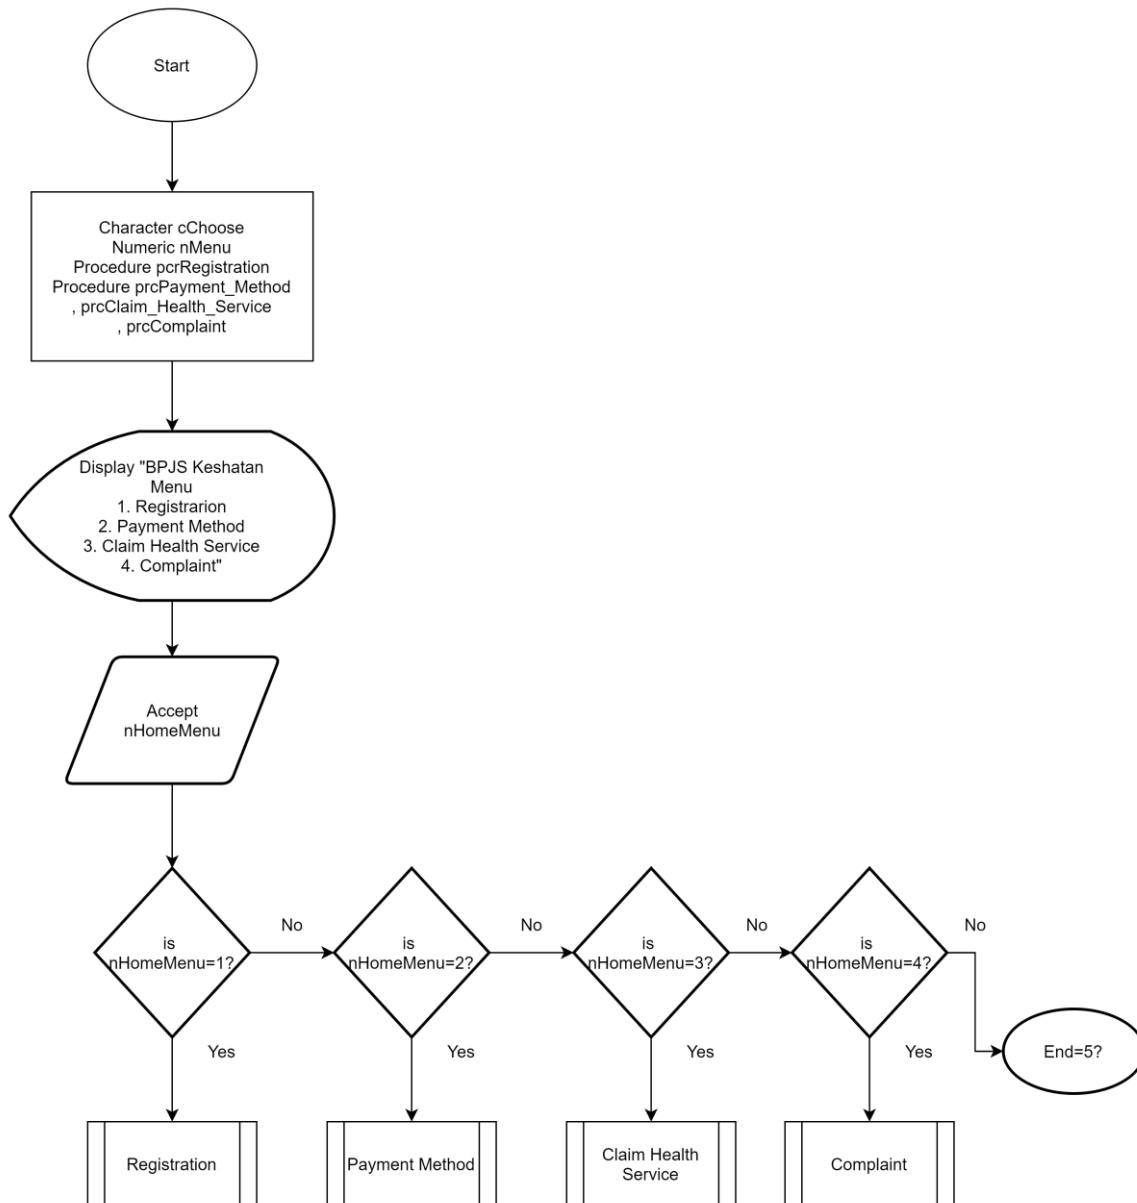 Start
Character cChoose
Numeric nMenu
Procedure pcrRegistration
Procedure prcPayment_Method
, prcClaim_Health_Service
, prcComplaint
Display "BPJS Keshatan
Menu
1. Registrarion
2. Payment Method
3. Claim Health Service
4. Complaint"
Accept
nHomeMenu
is
nHomeMenu=1?
No
is
nHomeMenu=2?
No
is
nHomeMenu=3?
No
is
nHomeMenu=4?
No
End=5?
Yes
Yes
Yes
Yes
Registration
Payment Method
Claim Health
Service
Complaint